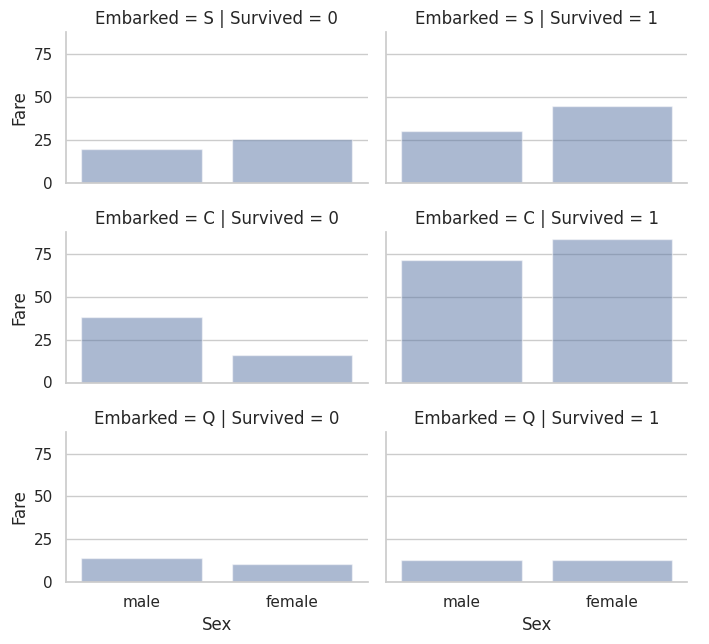 Embarked = S | Survived = 0
Embarked = S | Survived = 1
75
50
25
0
Fare
Embarked = C | Survived = 0
Embarked = C | Survived = 1
75
50
25
0
Fare
Embarked = Q | Survived = 0
Embarked = Q | Survived = 1
75
50
25
0
Fare
male
female
male
female
Sex
Sex